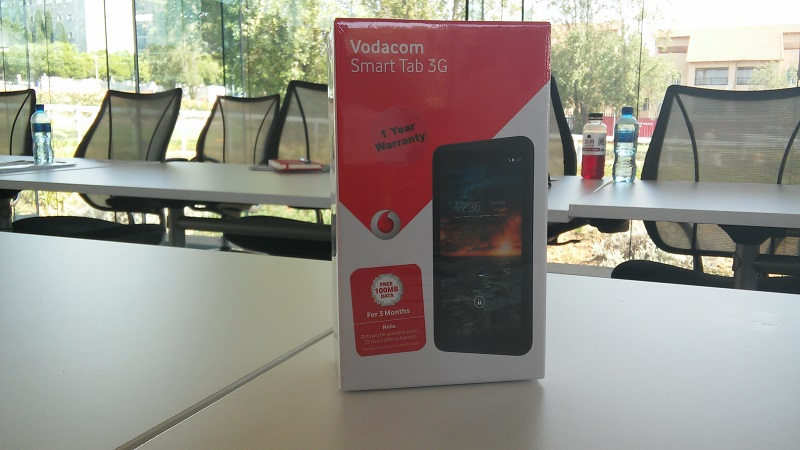 Vodacom
Smart Tab 3G
1 Year
Warranty
12:36
FREE
100MB
DATA
For 3 Months
Note: